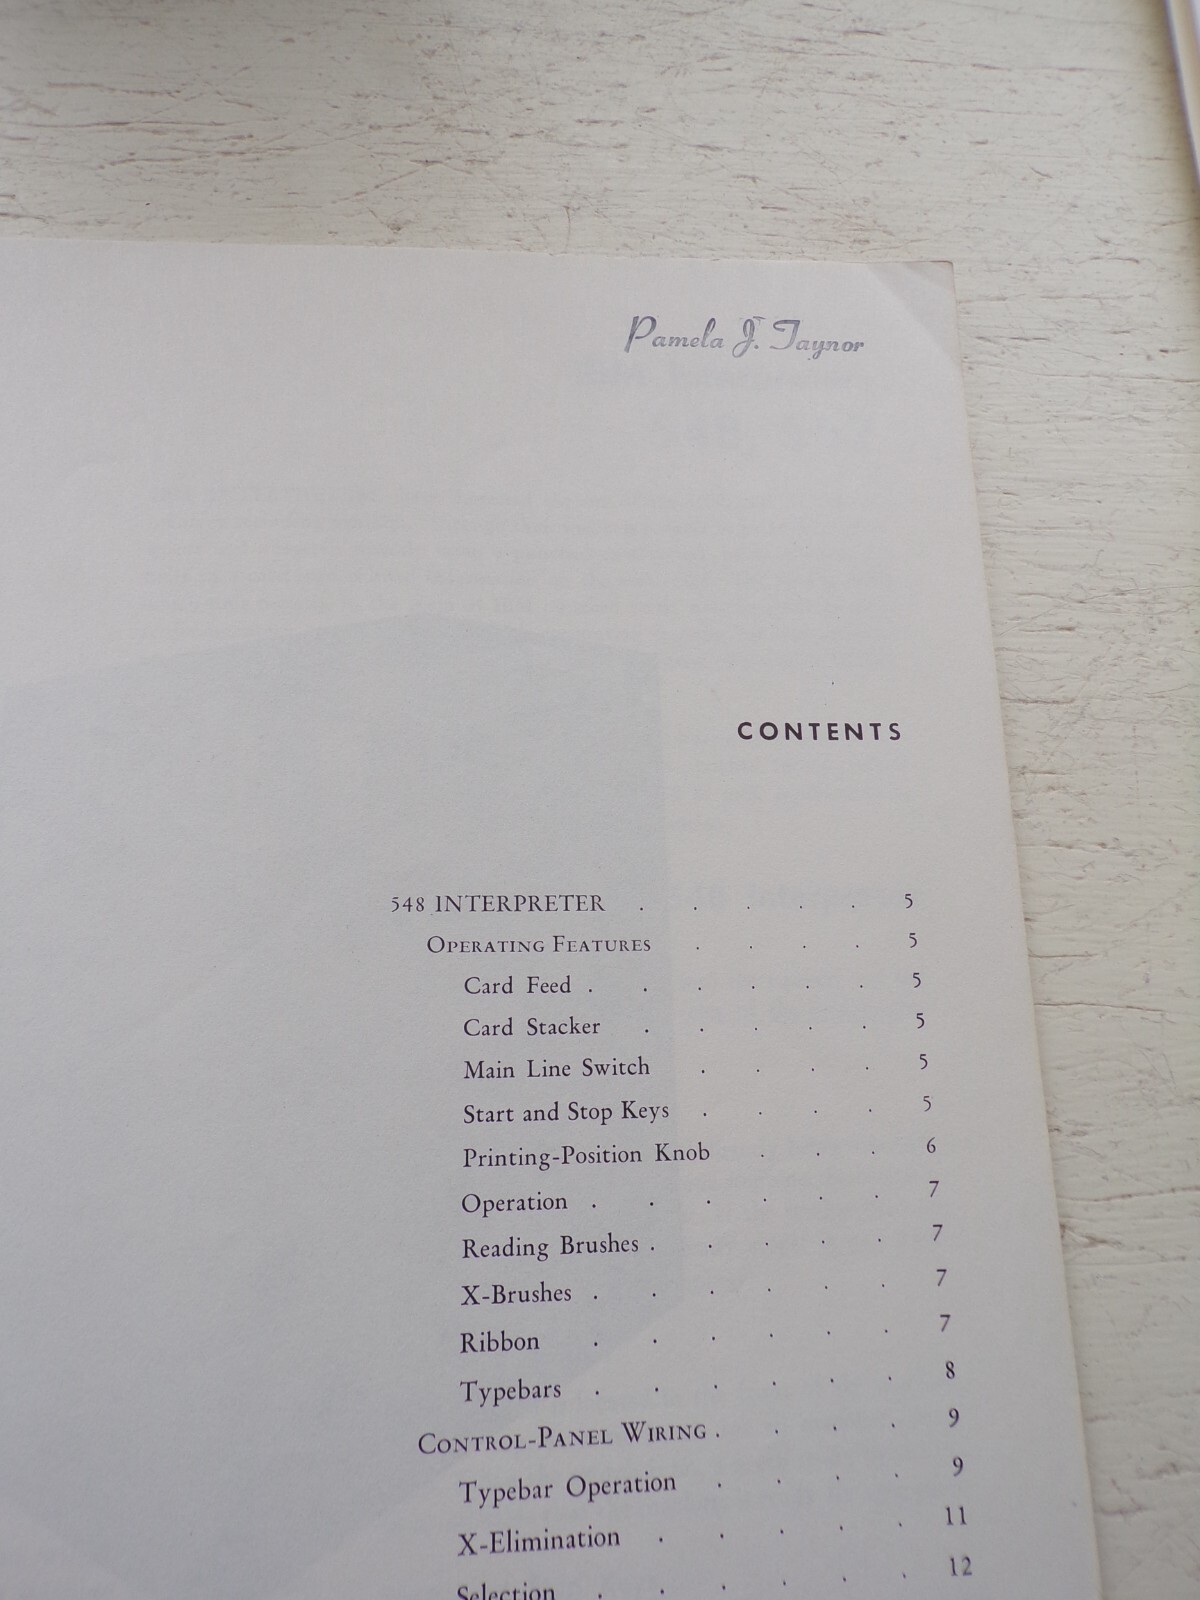 Pamela J. Taynor
CONTENTS
548 INTERPRETER . . . . . 5
OPERATING FEATURES . . . . 5
Card Feed . . . . . . 5
Card Stacker . . . . . 5
Main Line Switch . . . . 5
Start and Stop Keys . . . . 5
Printing-Position Knob . . . 6
Operation . . . . . . 7
Reading Brushes . . . . . 7
X-Brushes . . . . . . 7
Ribbon . . . . . . 7
Typebars . . . . . . 8
CONTROL-PANEL WIRING . . . . 9
Typebar Operation . . . . 9
X-Elimination . . . . . 11
Selection . . . . . . 12